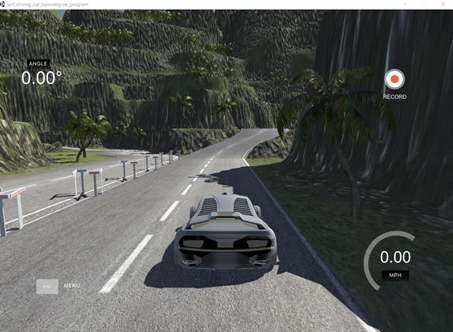 self_driving_car_nanodegree_program
ANGLE
0.00°
RECORD
0.00
MPH
MENU